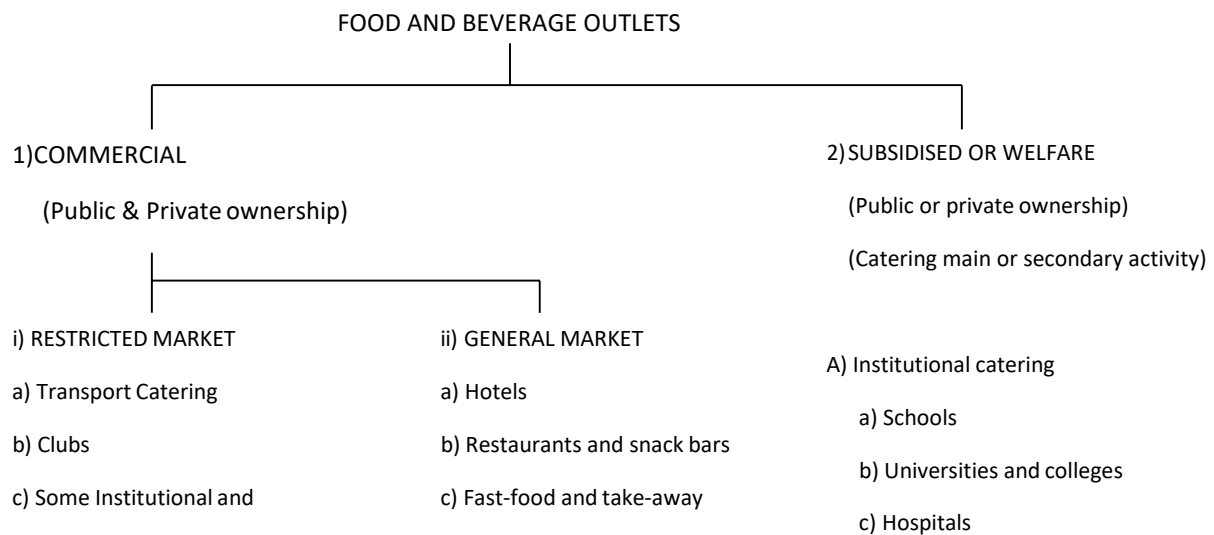 FOOD AND BEVERAGE OUTLETS
1)COMMERCIAL
(Public & Private ownership)
i) RESTRICTED MARKET
a) Transport Catering
b) Clubs
c) Some Institutional and
ii) GENERAL MARKET
a) Hotels
b) Restaurants and snack bars
c) Fast-food and take-away
2) SUBSIDISED OR WELFARE
(Public or private ownership)
(Catering main or secondary activity)
A) Institutional catering
a) Schools
b) Universities and colleges
c) Hospitals